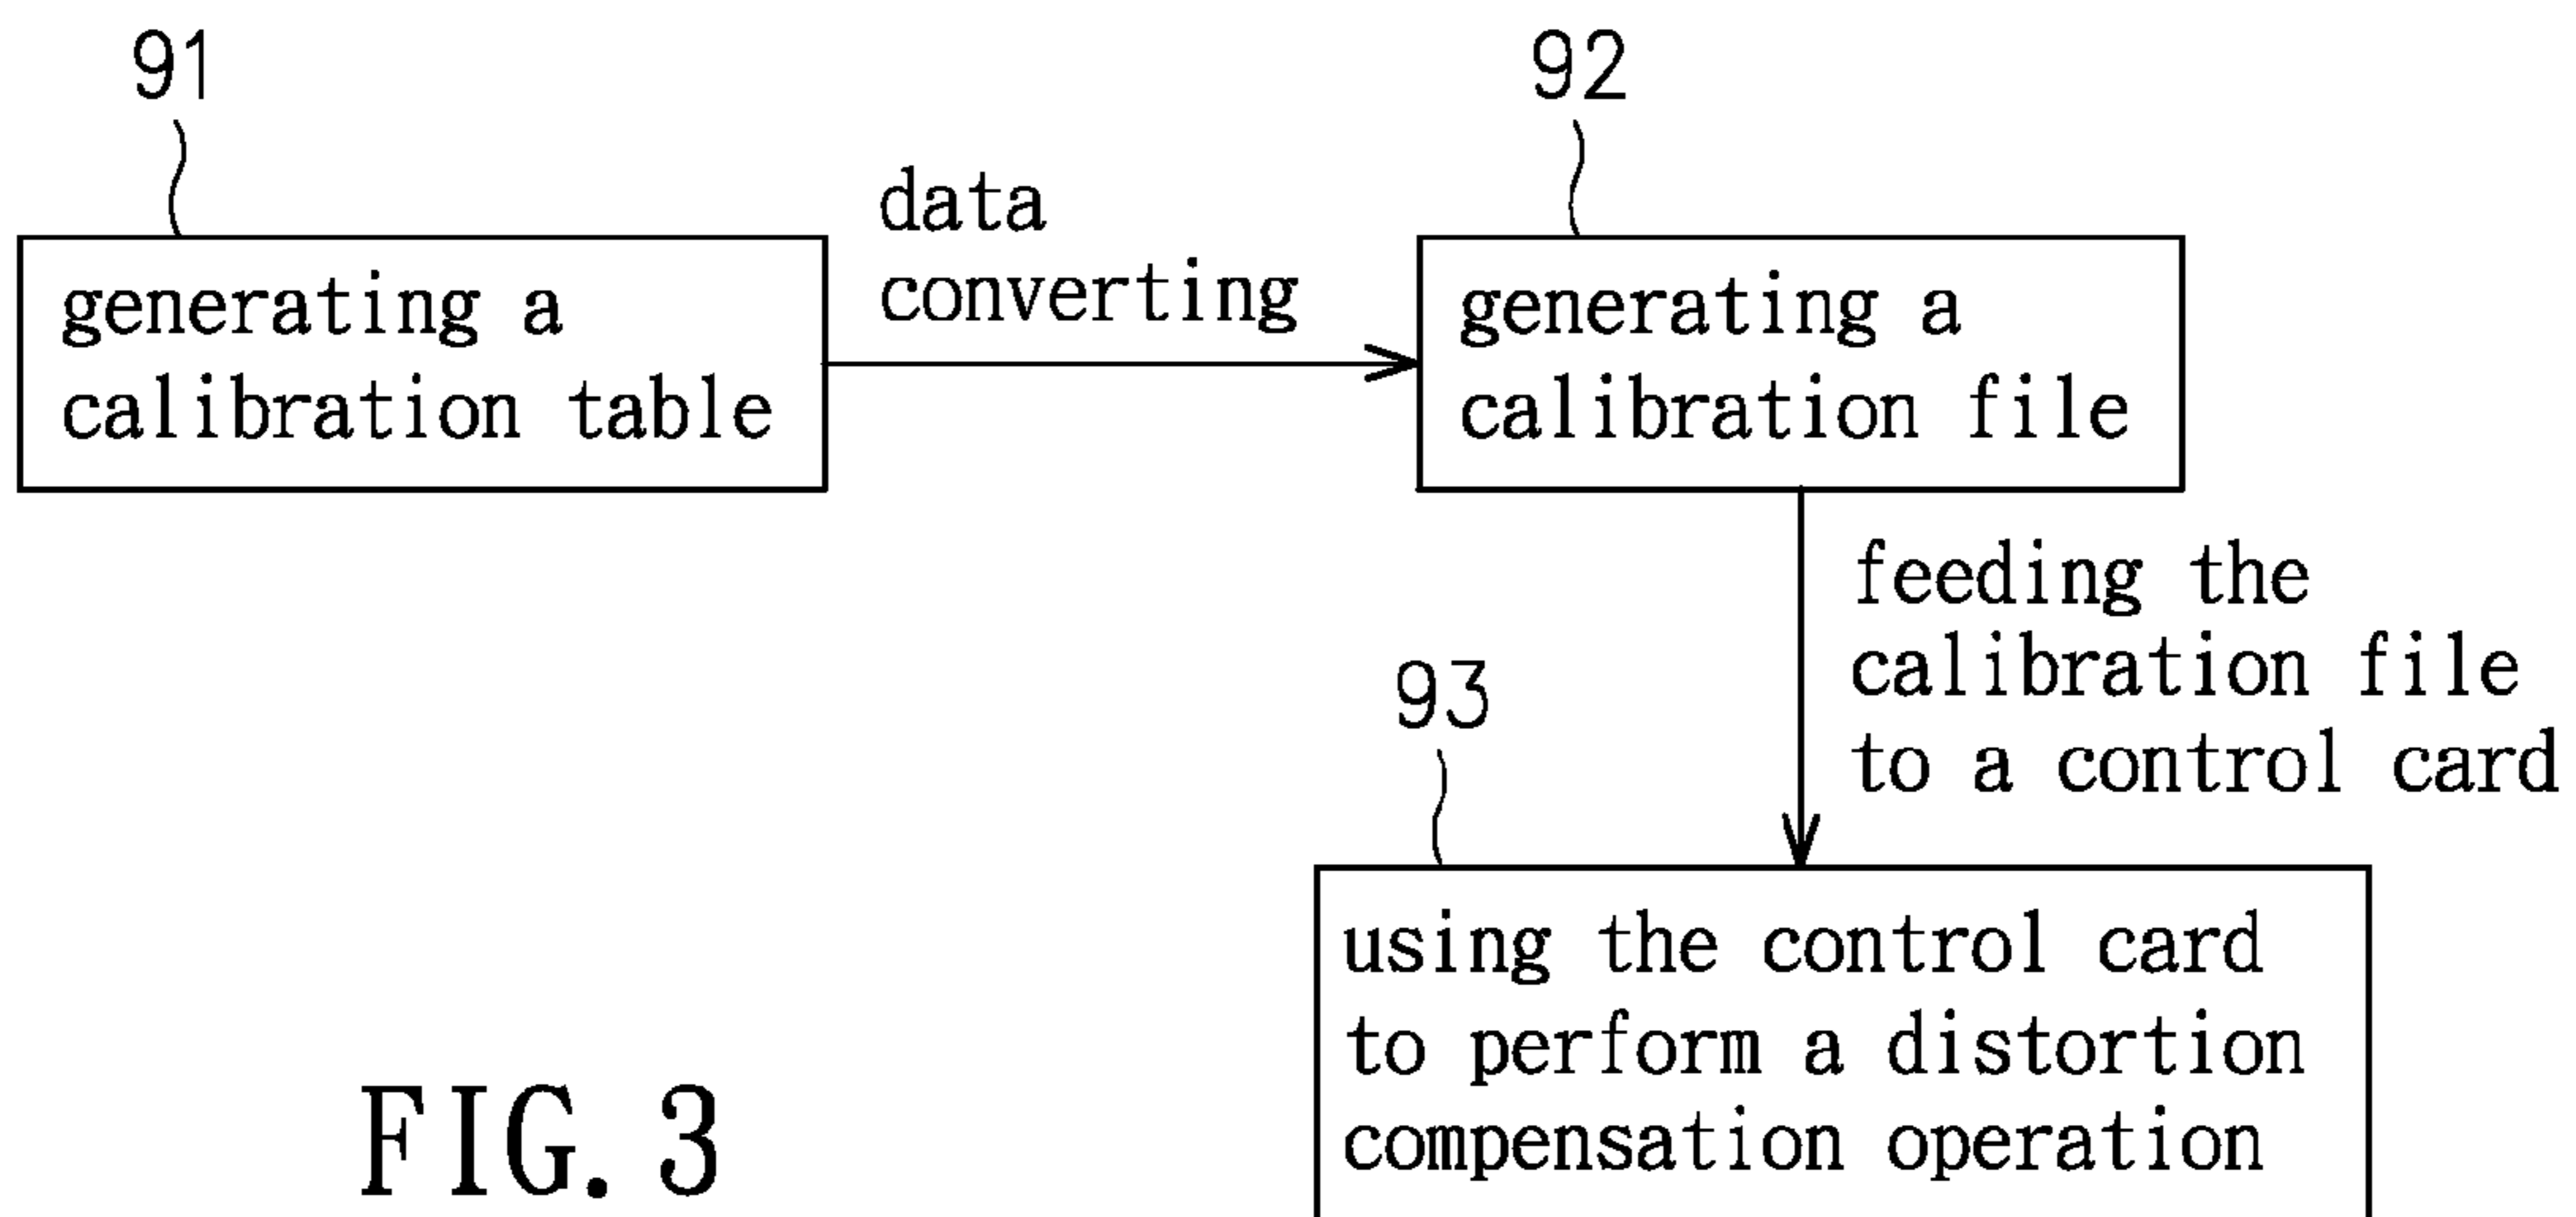 91
generating a
calibration table
data
converting
92
generating a
calibration file
feeding the
calibration file
to a control card
93
using the control card
to perform a distortion
compensation operation
FIG. 3